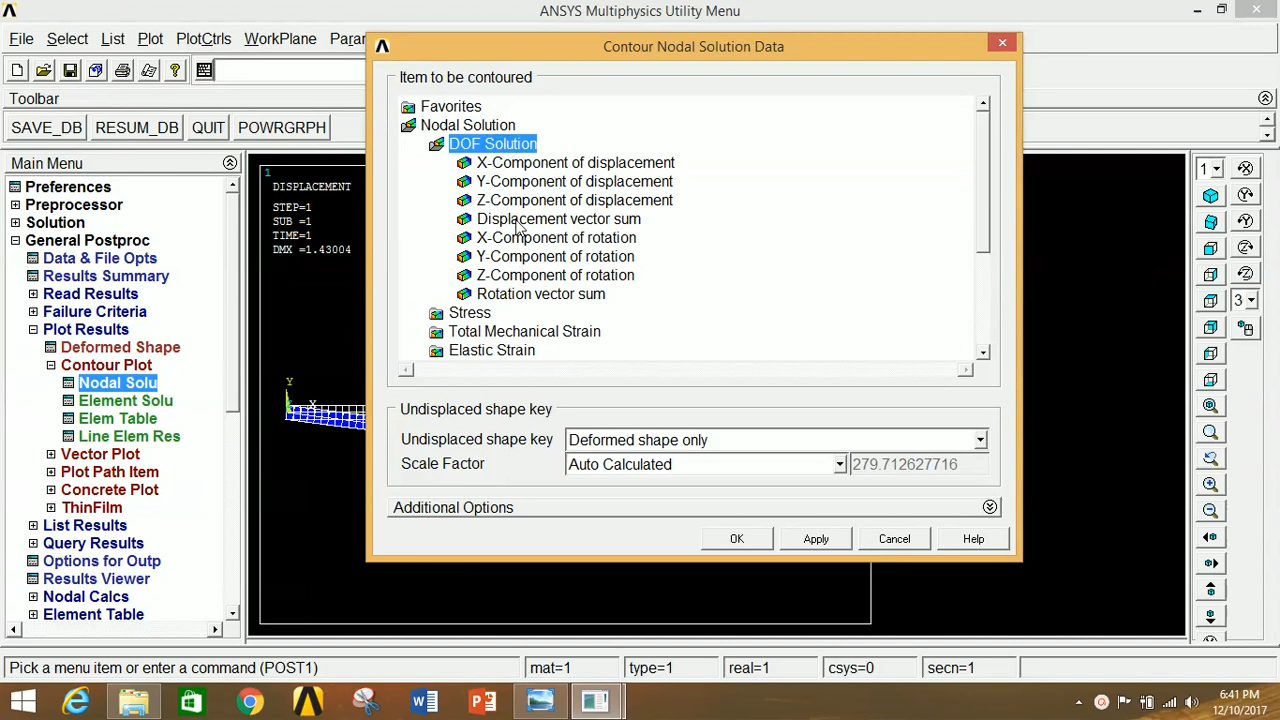 ANSYS Multiphysics Utility Menu
File Select List Plot PlotCtrls WorkPlane Parar
Contour Nodal Solution Data
Toolbar
SAVE_DB RESUM_DB QUIT POWRGRPH
Main Menu
Preferences
Preprocessor
Solution
General Postproc
Data & File Opts
Results Summary
Read Results
Failure Criteria
Plot Results
Deformed Shape
Contour Plot
Nodal Solu
Element Solu
Elem Table
Line Elem Res
Vector Plot
Plot Path Item
Concrete Plot
ThinFilm
List Results
Query Results
Options for Outp
Results Viewer
Nodal Calcs
Element Table
1
DISPLACEMENT
STEP=1
SUB =1
TIME=1
DMX =1.43004
Y
X
Item to be contoured
Favorites
Nodal Solution
DOF Solution
X-Component of displacement
Y-Component of displacement
Z-Component of displacement
Displacement vector sum
X-Component of rotation
Y-Component of rotation
Z-Component of rotation
Rotation vector sum
Stress
Total Mechanical Strain
Elastic Strain
Undisplaced shape key
Undisplaced shape key Deformed shape only
Scale Factor Auto Calculated 279.712627716
Additional Options
OK Apply Cancel Help
1
3
Pick a menu item or enter a command (POST1) mat=1 type=1 real=1 csys=0 secn=1
6:41 PM
12/10/2017